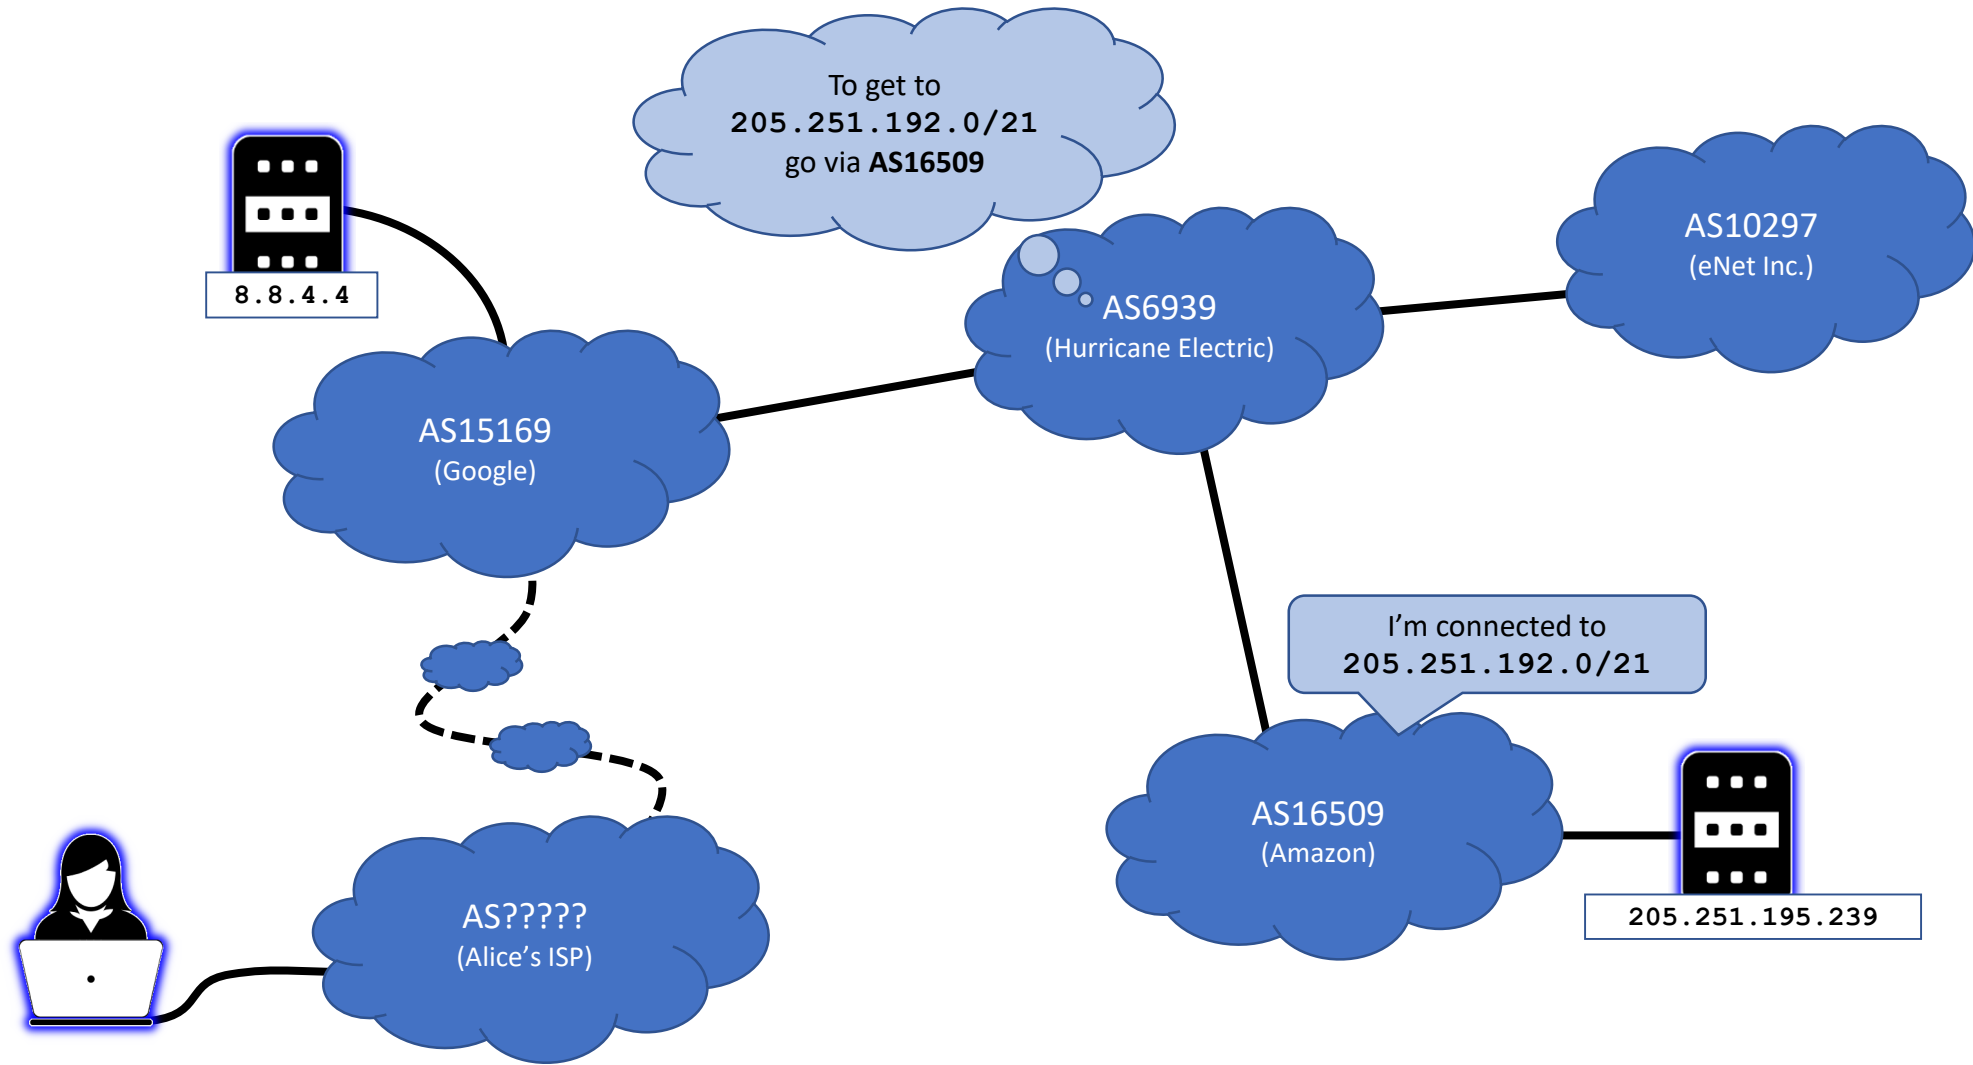 To get to
205.251.192.0/21
go via AS16509
8.8.4.4
AS10297
(eNet Inc.)
AS6939
(Hurricane Electric)
AS15169
(Google)
I’m connected to
205.251.192.0/21
AS16509
(Amazon)
205.251.195.239
AS?????
(Alice’s ISP)